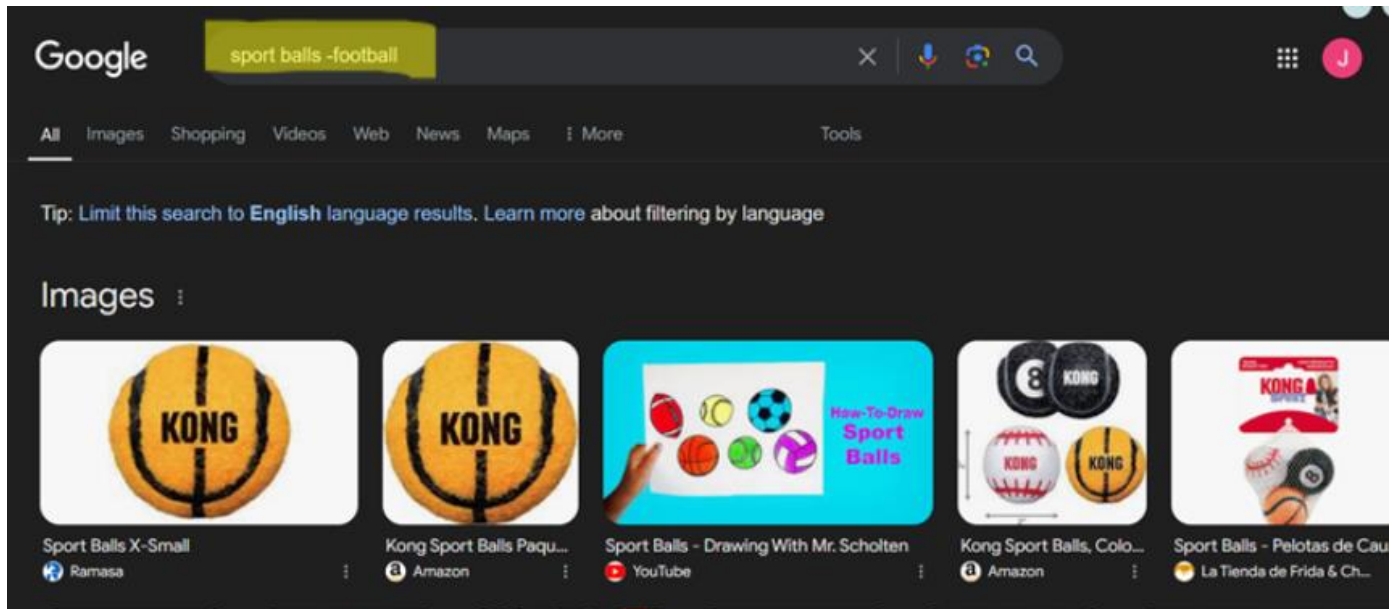 Google
sport balls -football
J
All Images Shopping Videos Web News Maps More Tools
Tip: Limit this search to English language results. Learn more about filtering by language
Images
KONG
KONG
How-To-Draw
Sport
Balls
8 KONG
KONG
KONG
KONG
8
Sport Balls X-Small
Ramasa
Kong Sport Balls Paqu...
Amazon
Sport Balls - Drawing With Mr. Scholten
YouTube
Kong Sport Balls, Colo...
Amazon
Sport Balls - Pelotas de Cau
La Tienda de Frida & Ch...